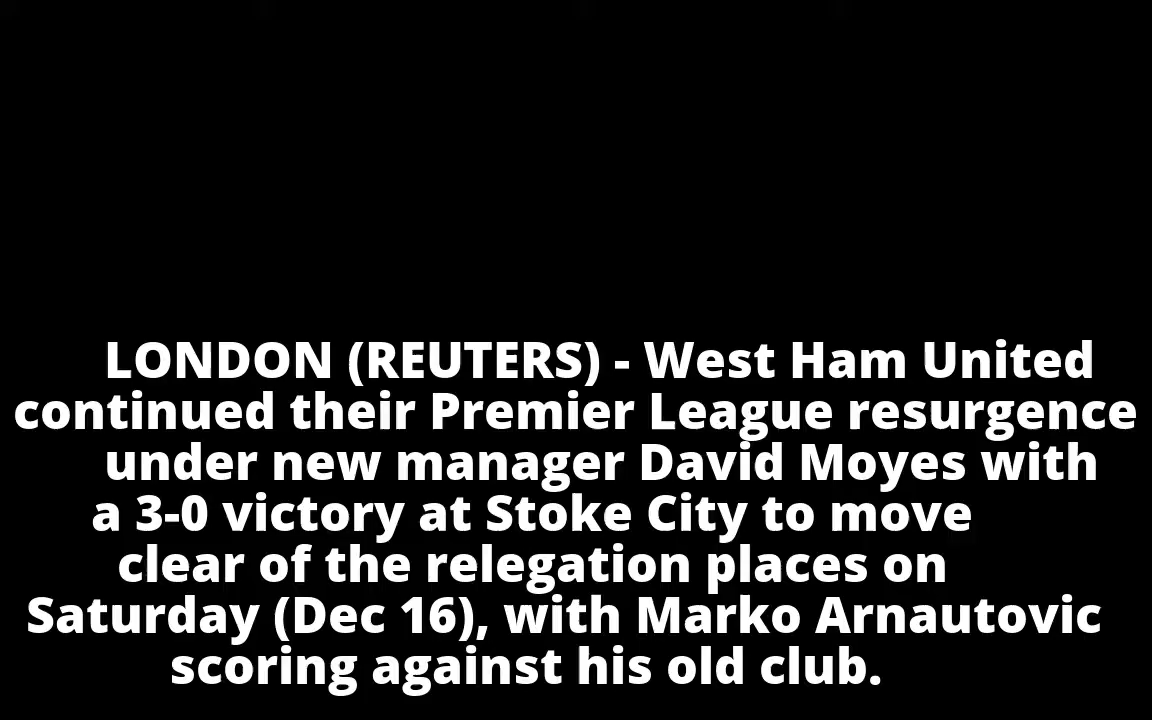 LONDON (REUTERS) - West Ham United
continued their Premier League resurgence
under new manager David Moyes with
a 3-0 victory at Stoke City to move
clear of the relegation places on
Saturday (Dec 16), with Marko Arnautovic
scoring against his old club.